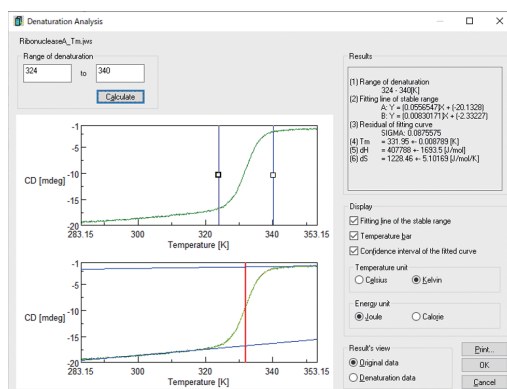 Denaturation Analysis
RibonucleaseA_Tm.jws
Range of denaturation
324 to 340
Calculate
-1
-5
CD [mdeg]
-10
-15
-20
283.15 300 320 340 353.15
Temperature [K]
-1
-5
CD [mdeg]
-10
-15
-20
283.15 300 320 340 353.15
Temperature [K]
Results
(1) Range of denaturation
324 - 340[K]
(2) Fitting line of stable range
A: Y = (0.0556547)X + (-20.1328)
B: Y = (0.00830171)X + (-2.33227)
(3) Residual of fitting curve
SIGMA: 0.0875575
(4) Tm = 331.95 +- 0.008789 [K]
(5) dH = 407788 +- 1693.5 [J/mol]
(6) dS = 1228.46 +- 5.10169 [J/mol/K]
Display
Fitting line of the stable range
Temperature bar
Confidence interval of the fitted curve
Temperature unit
Celsius Kelvin
Energy unit
Joule Calorie
Result's view
Original data
Denaturation data
Print...
OK
Cancel